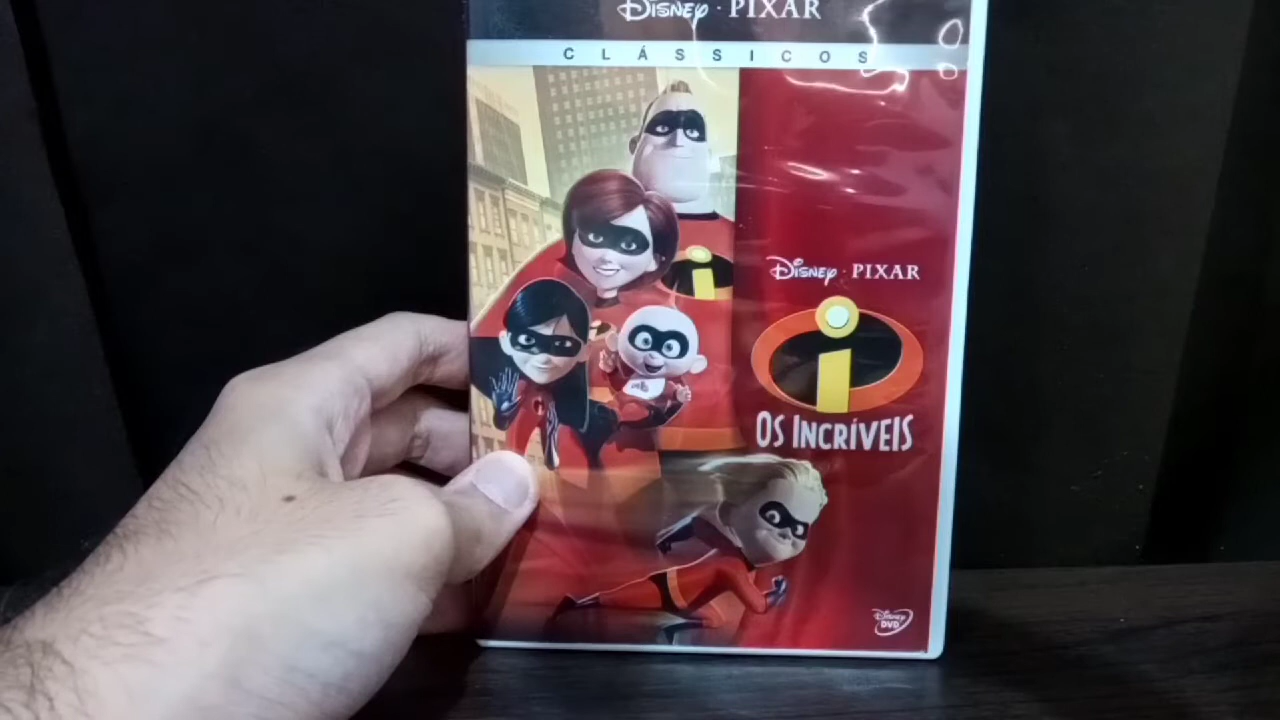 Disney · PIXAR
CLÁSSICOS
Disney · PIXAR
i
OS INCRÍVEIS
Disney
DVD